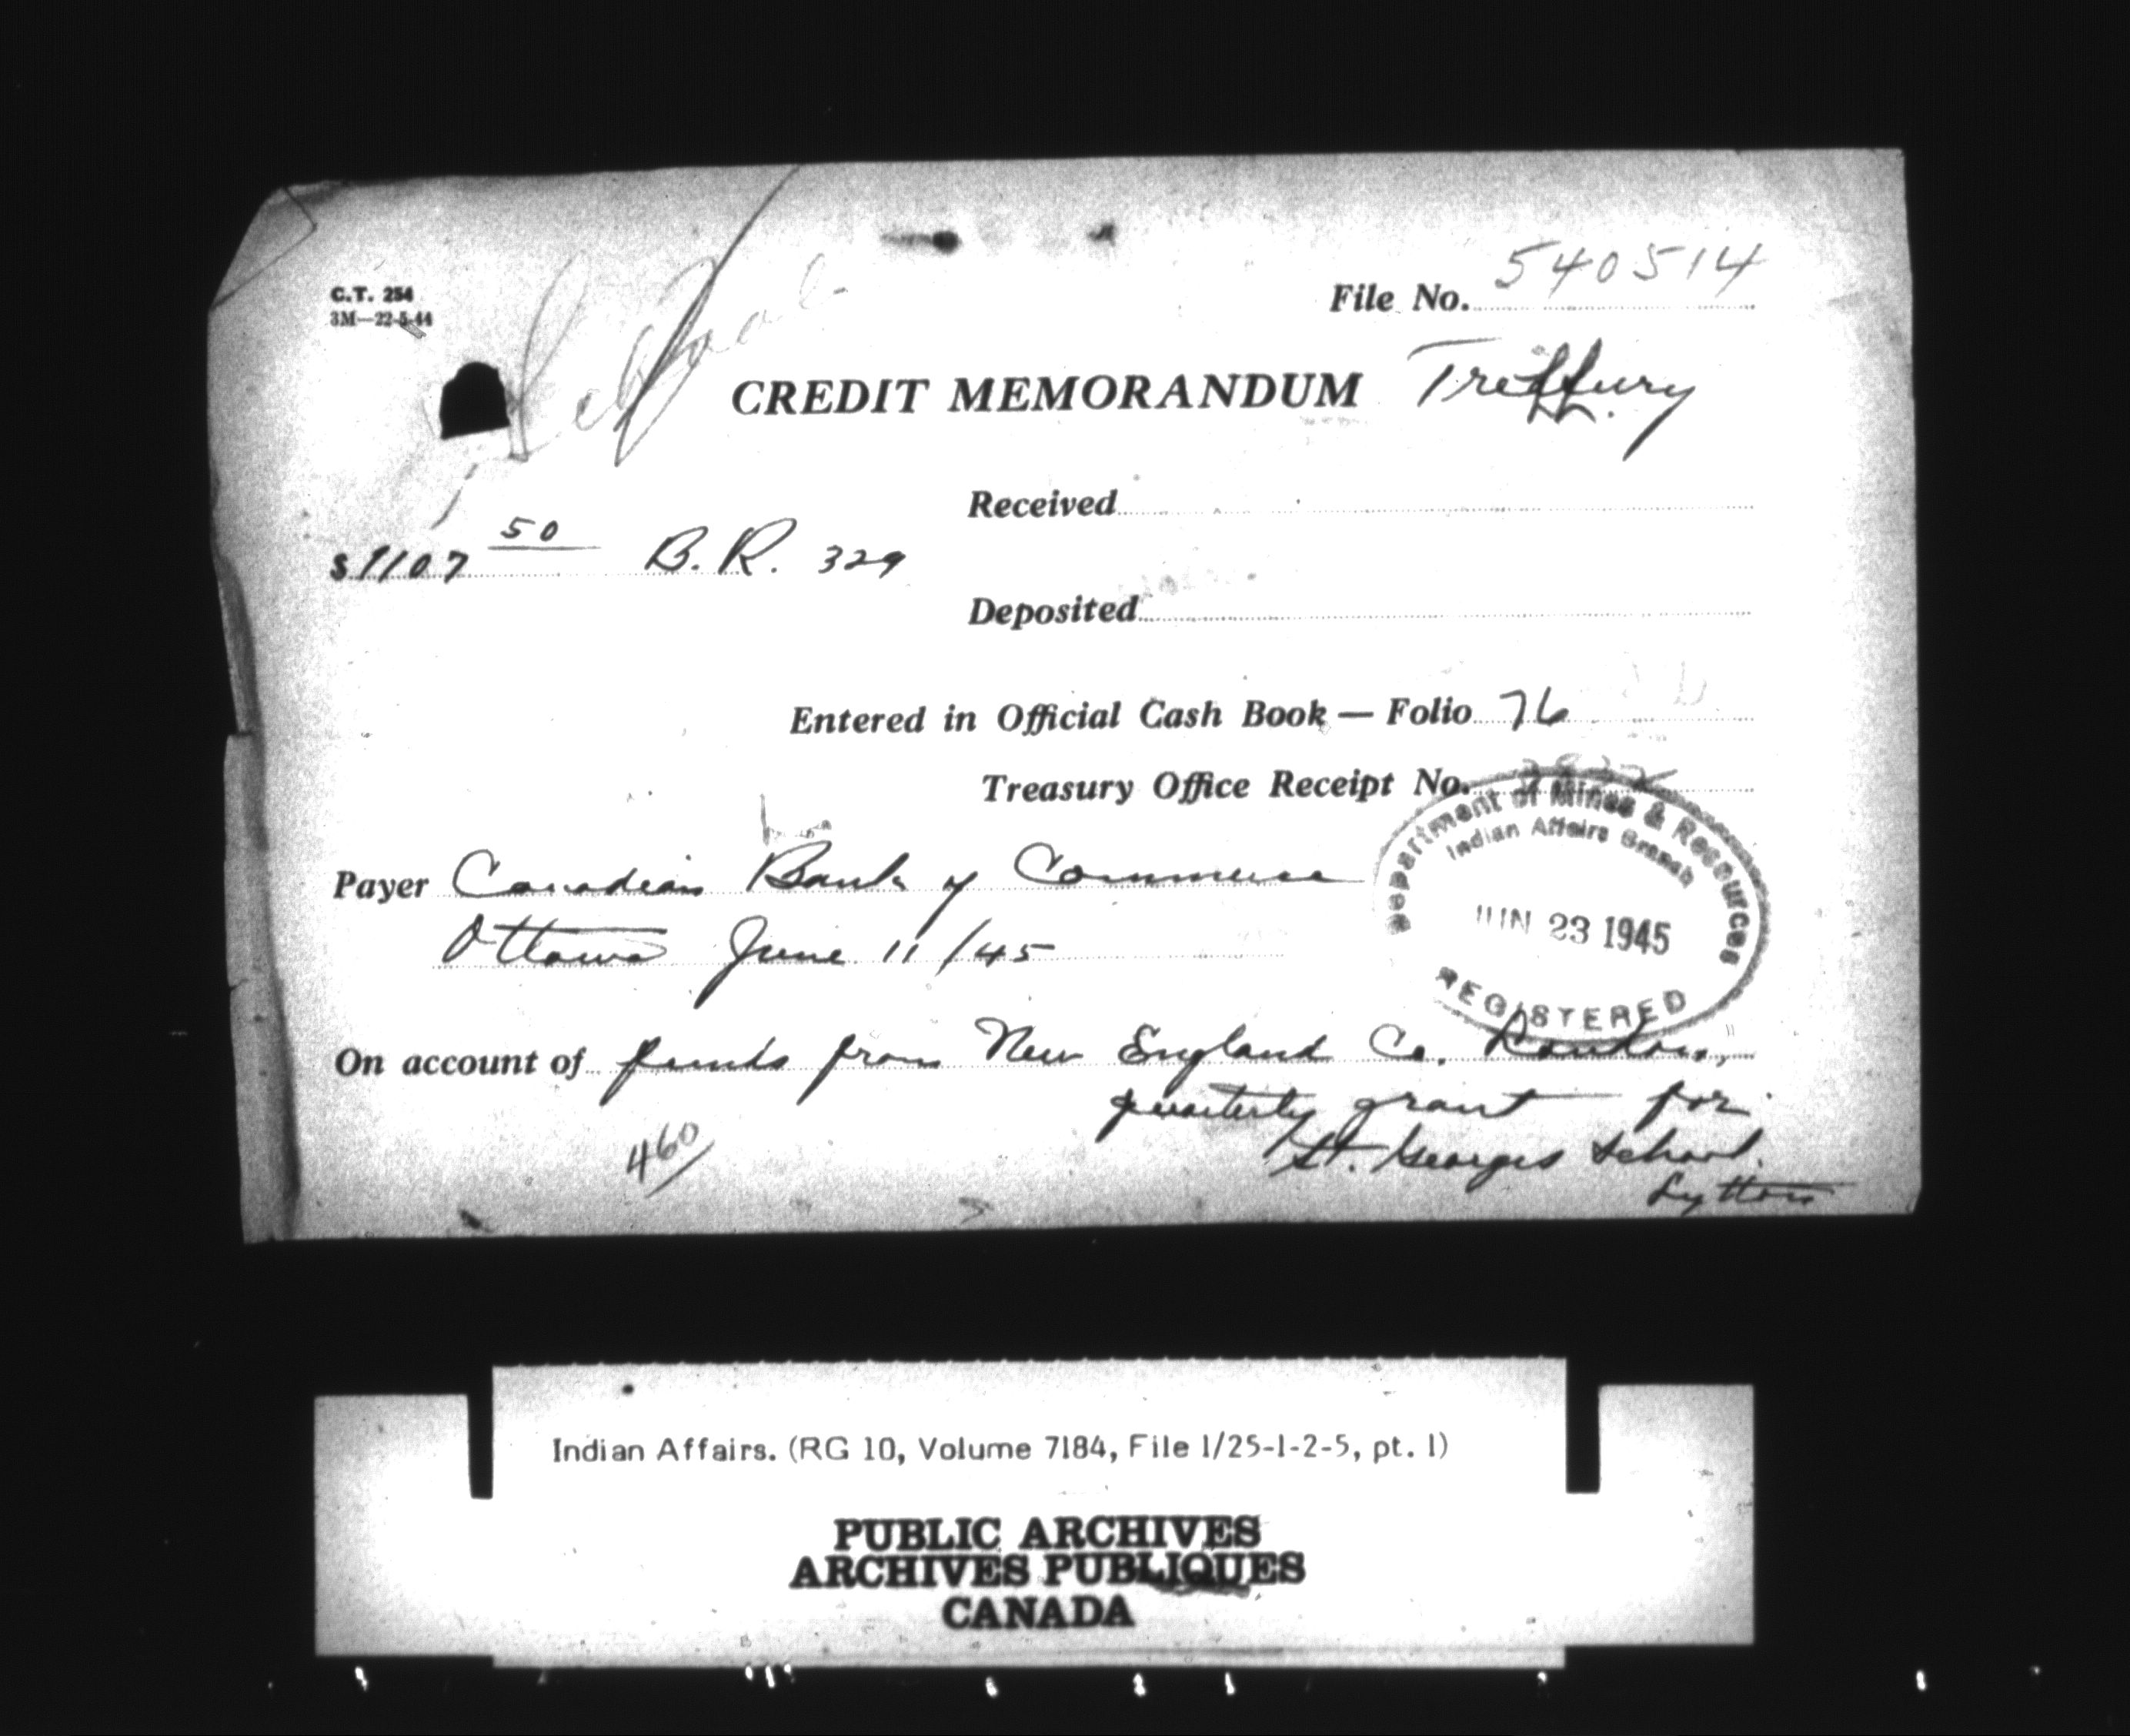 C.T. 254
3M—22-5-44
File No. 540514
School
CREDIT MEMORANDUM Treffury
Received
$1107 50 B.R. 329
Deposited
Entered in Official Cash Book — Folio 76
Treasury Office Receipt No.
Department of Mines & Resources
Indian Affairs Branch
JUN 23 1945
REGISTERED
Payer Canadian Bank of Commerce
Ottawa June 11/45
On account of funds from New England Co. London,
quarterly grant for
St. Georges School.
Lytton
460
Indian Affairs. (RG 10, Volume 7184, File 1/25-1-2-5, pt. 1)
PUBLIC ARCHIVES
ARCHIVES PUBLIQUES
CANADA